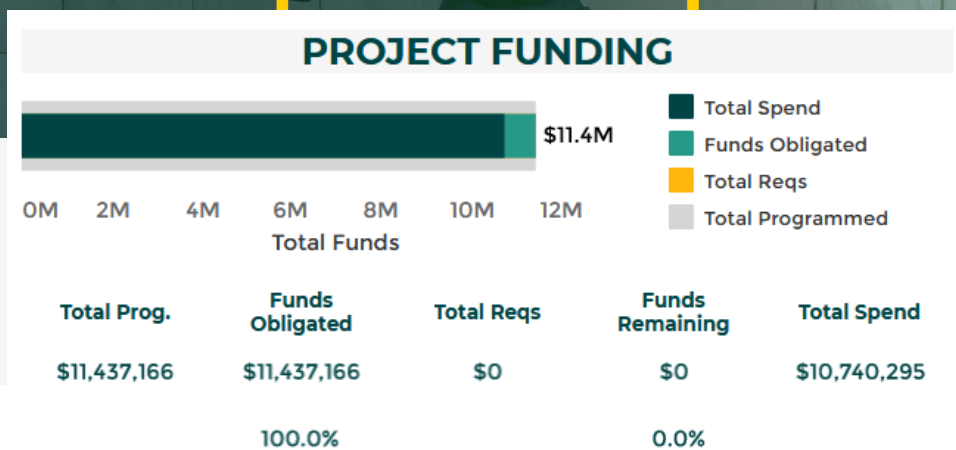 PROJECT FUNDING
$11.4M
Total Spend
Funds Obligated
Total Reqs
Total Programmed
0M 2M 4M 6M 8M 10M 12M
Total Funds
Total Prog. Funds Obligated Total Reqs Funds Remaining Total Spend
$11,437,166 $11,437,166 $0 $0 $10,740,295
100.0% 0.0%